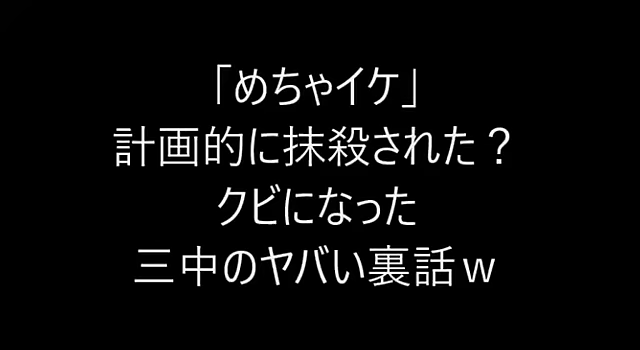 「めちゃイケ」
計画的に抹殺された？
クビになった
三中のヤバい裏話ｗ